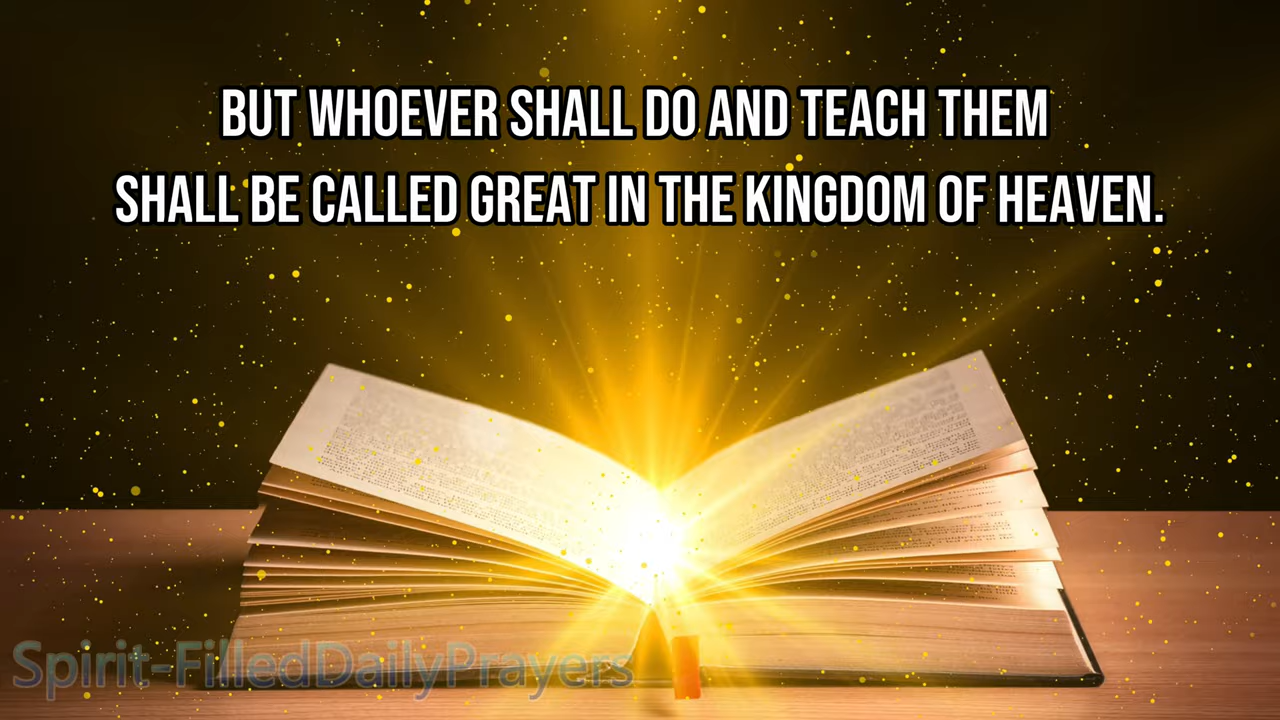 BUT WHOEVER SHALL DO AND TEACH THEM
SHALL BE CALLED GREAT IN THE KINGDOM OF HEAVEN.
Spirit-FilledDailyPrayers